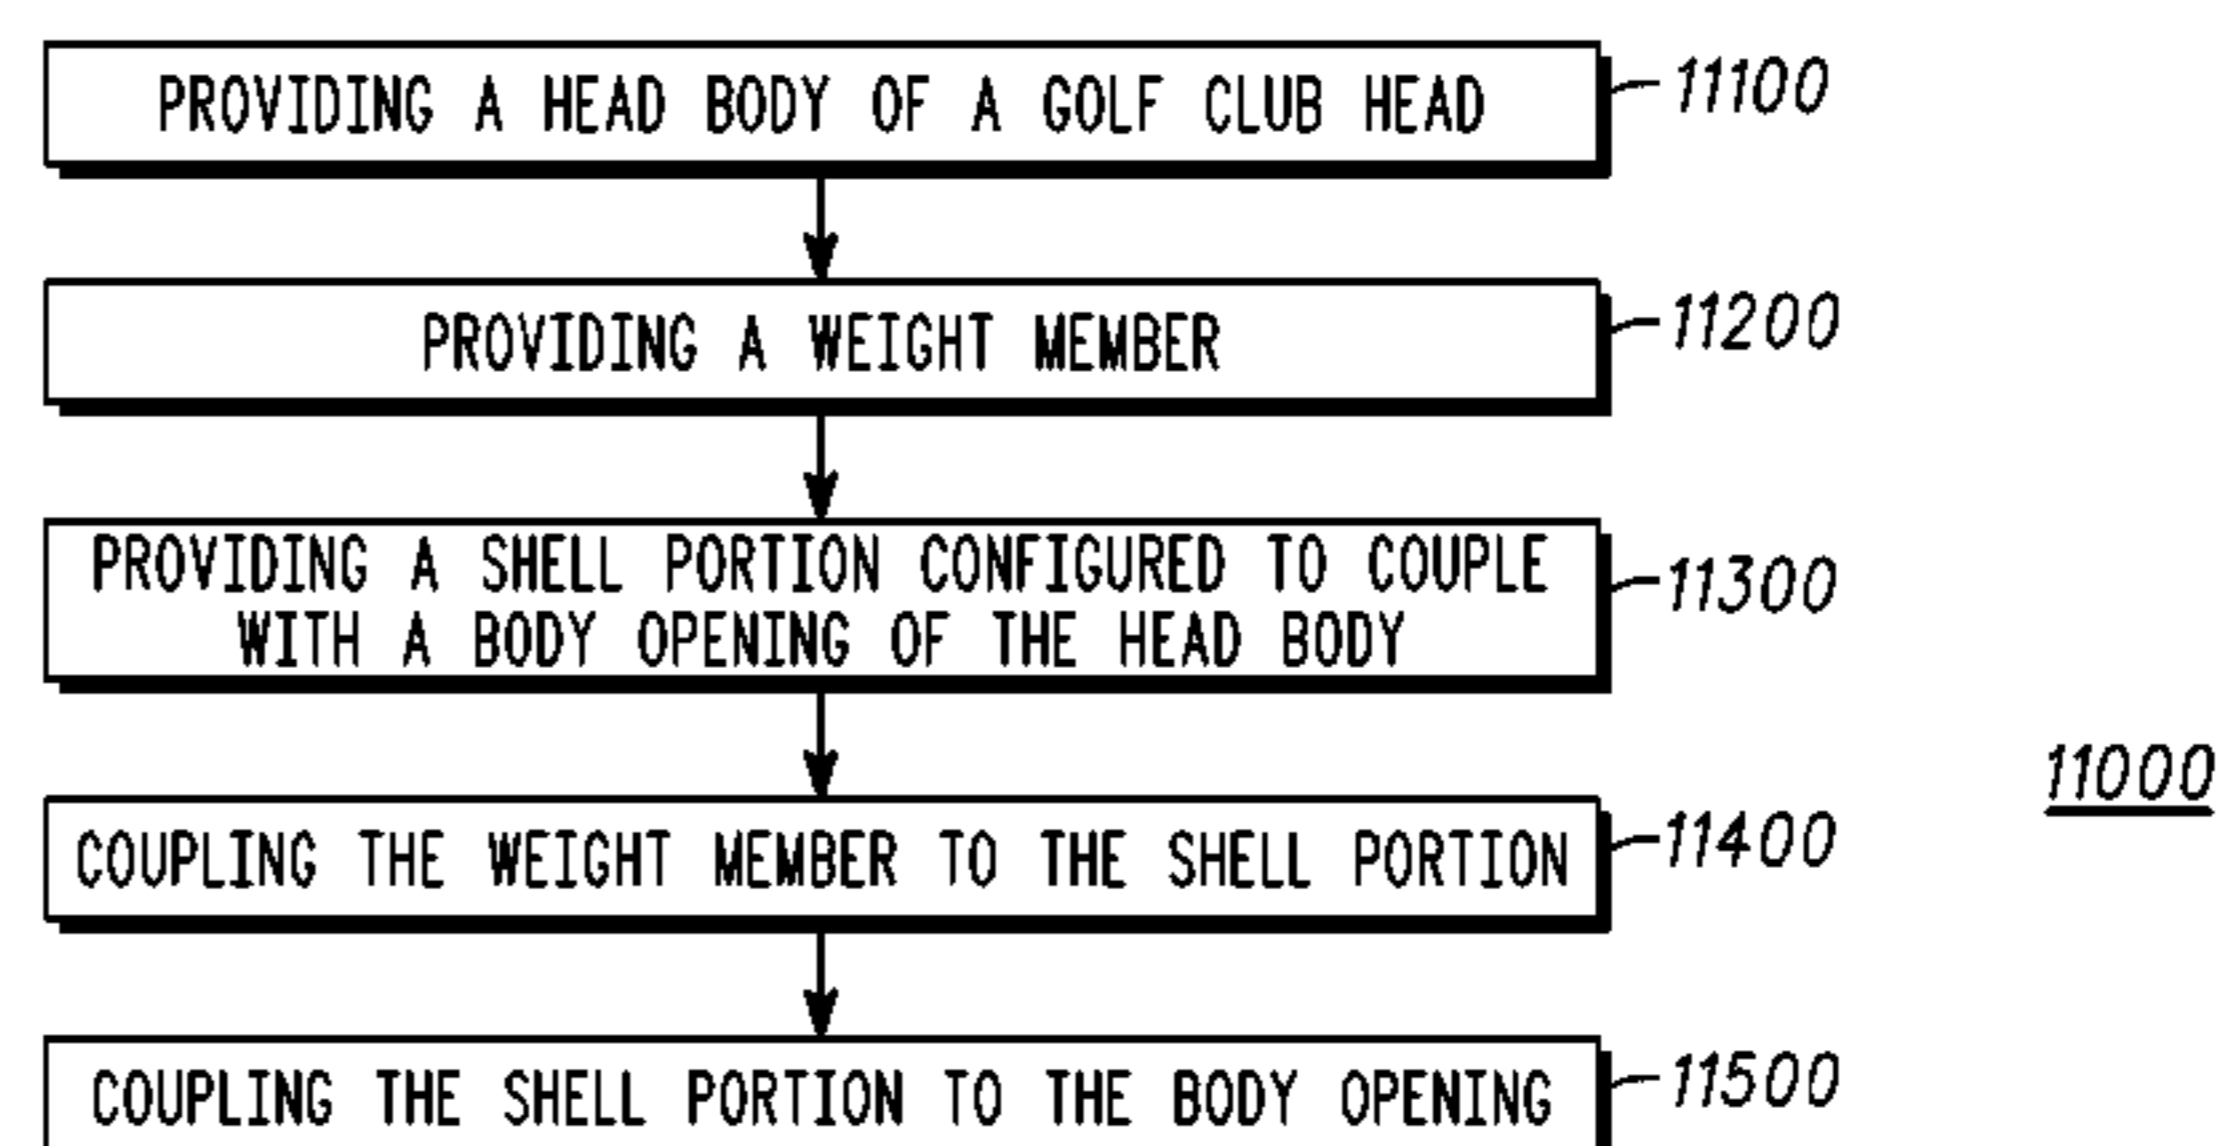 PROVIDING A HEAD BODY OF A GOLF CLUB HEAD
11100
PROVIDING A WEIGHT MEMBER
11200
PROVIDING A SHELL PORTION CONFIGURED TO COUPLE
WITH A BODY OPENING OF THE HEAD BODY
11300
11000
COUPLING THE WEIGHT MEMBER TO THE SHELL PORTION
11400
COUPLING THE SHELL PORTION TO THE BODY OPENING
11500